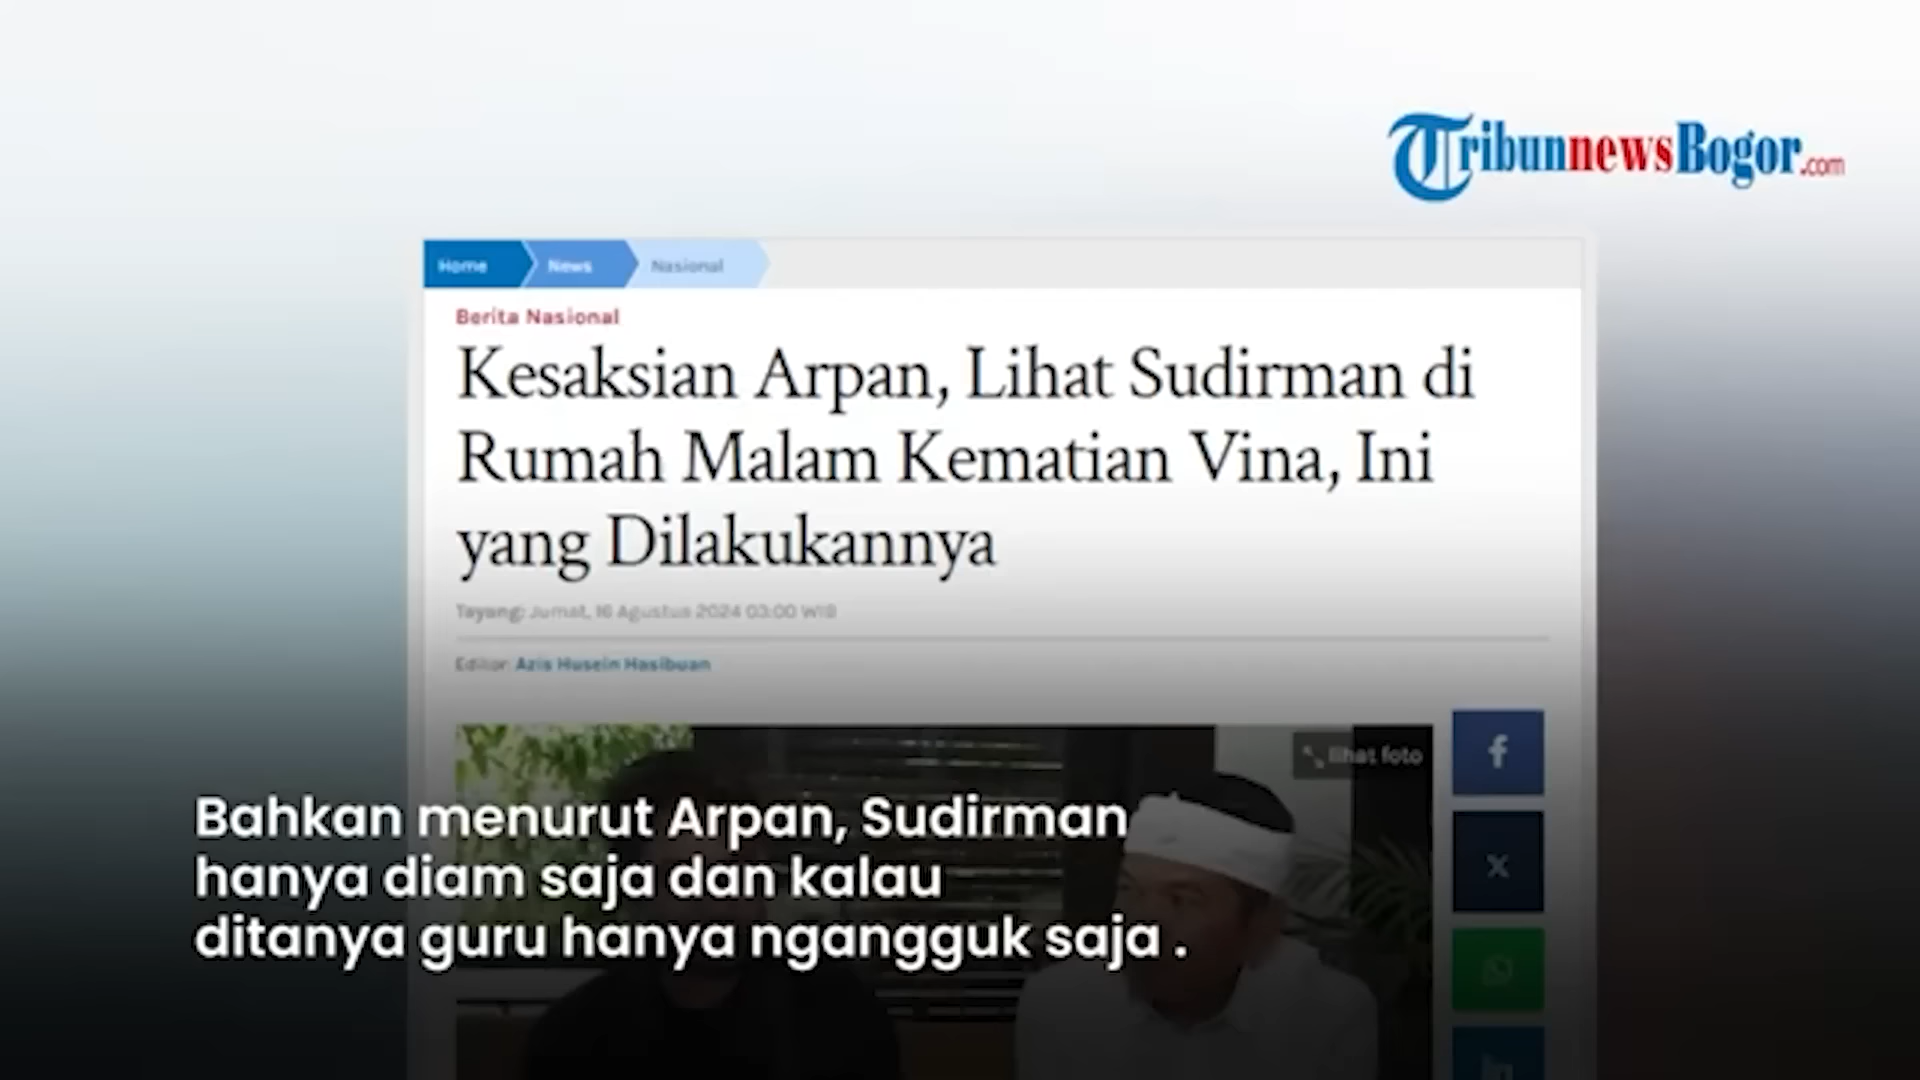 TribunnewsBogor.com
Home News Nasional
Berita Nasional
Kesaksian Arpan, Lihat Sudirman di
Rumah Malam Kematian Vina, Ini
yang Dilakukannya
Tayang: Jumat, 16 Agustus 2024 03:00 WIB
Editor: Azis Husein Hasibuan
lihat foto
Bahkan menurut Arpan, Sudirman
hanya diam saja dan kalau
ditanya guru hanya ngangguk saja .